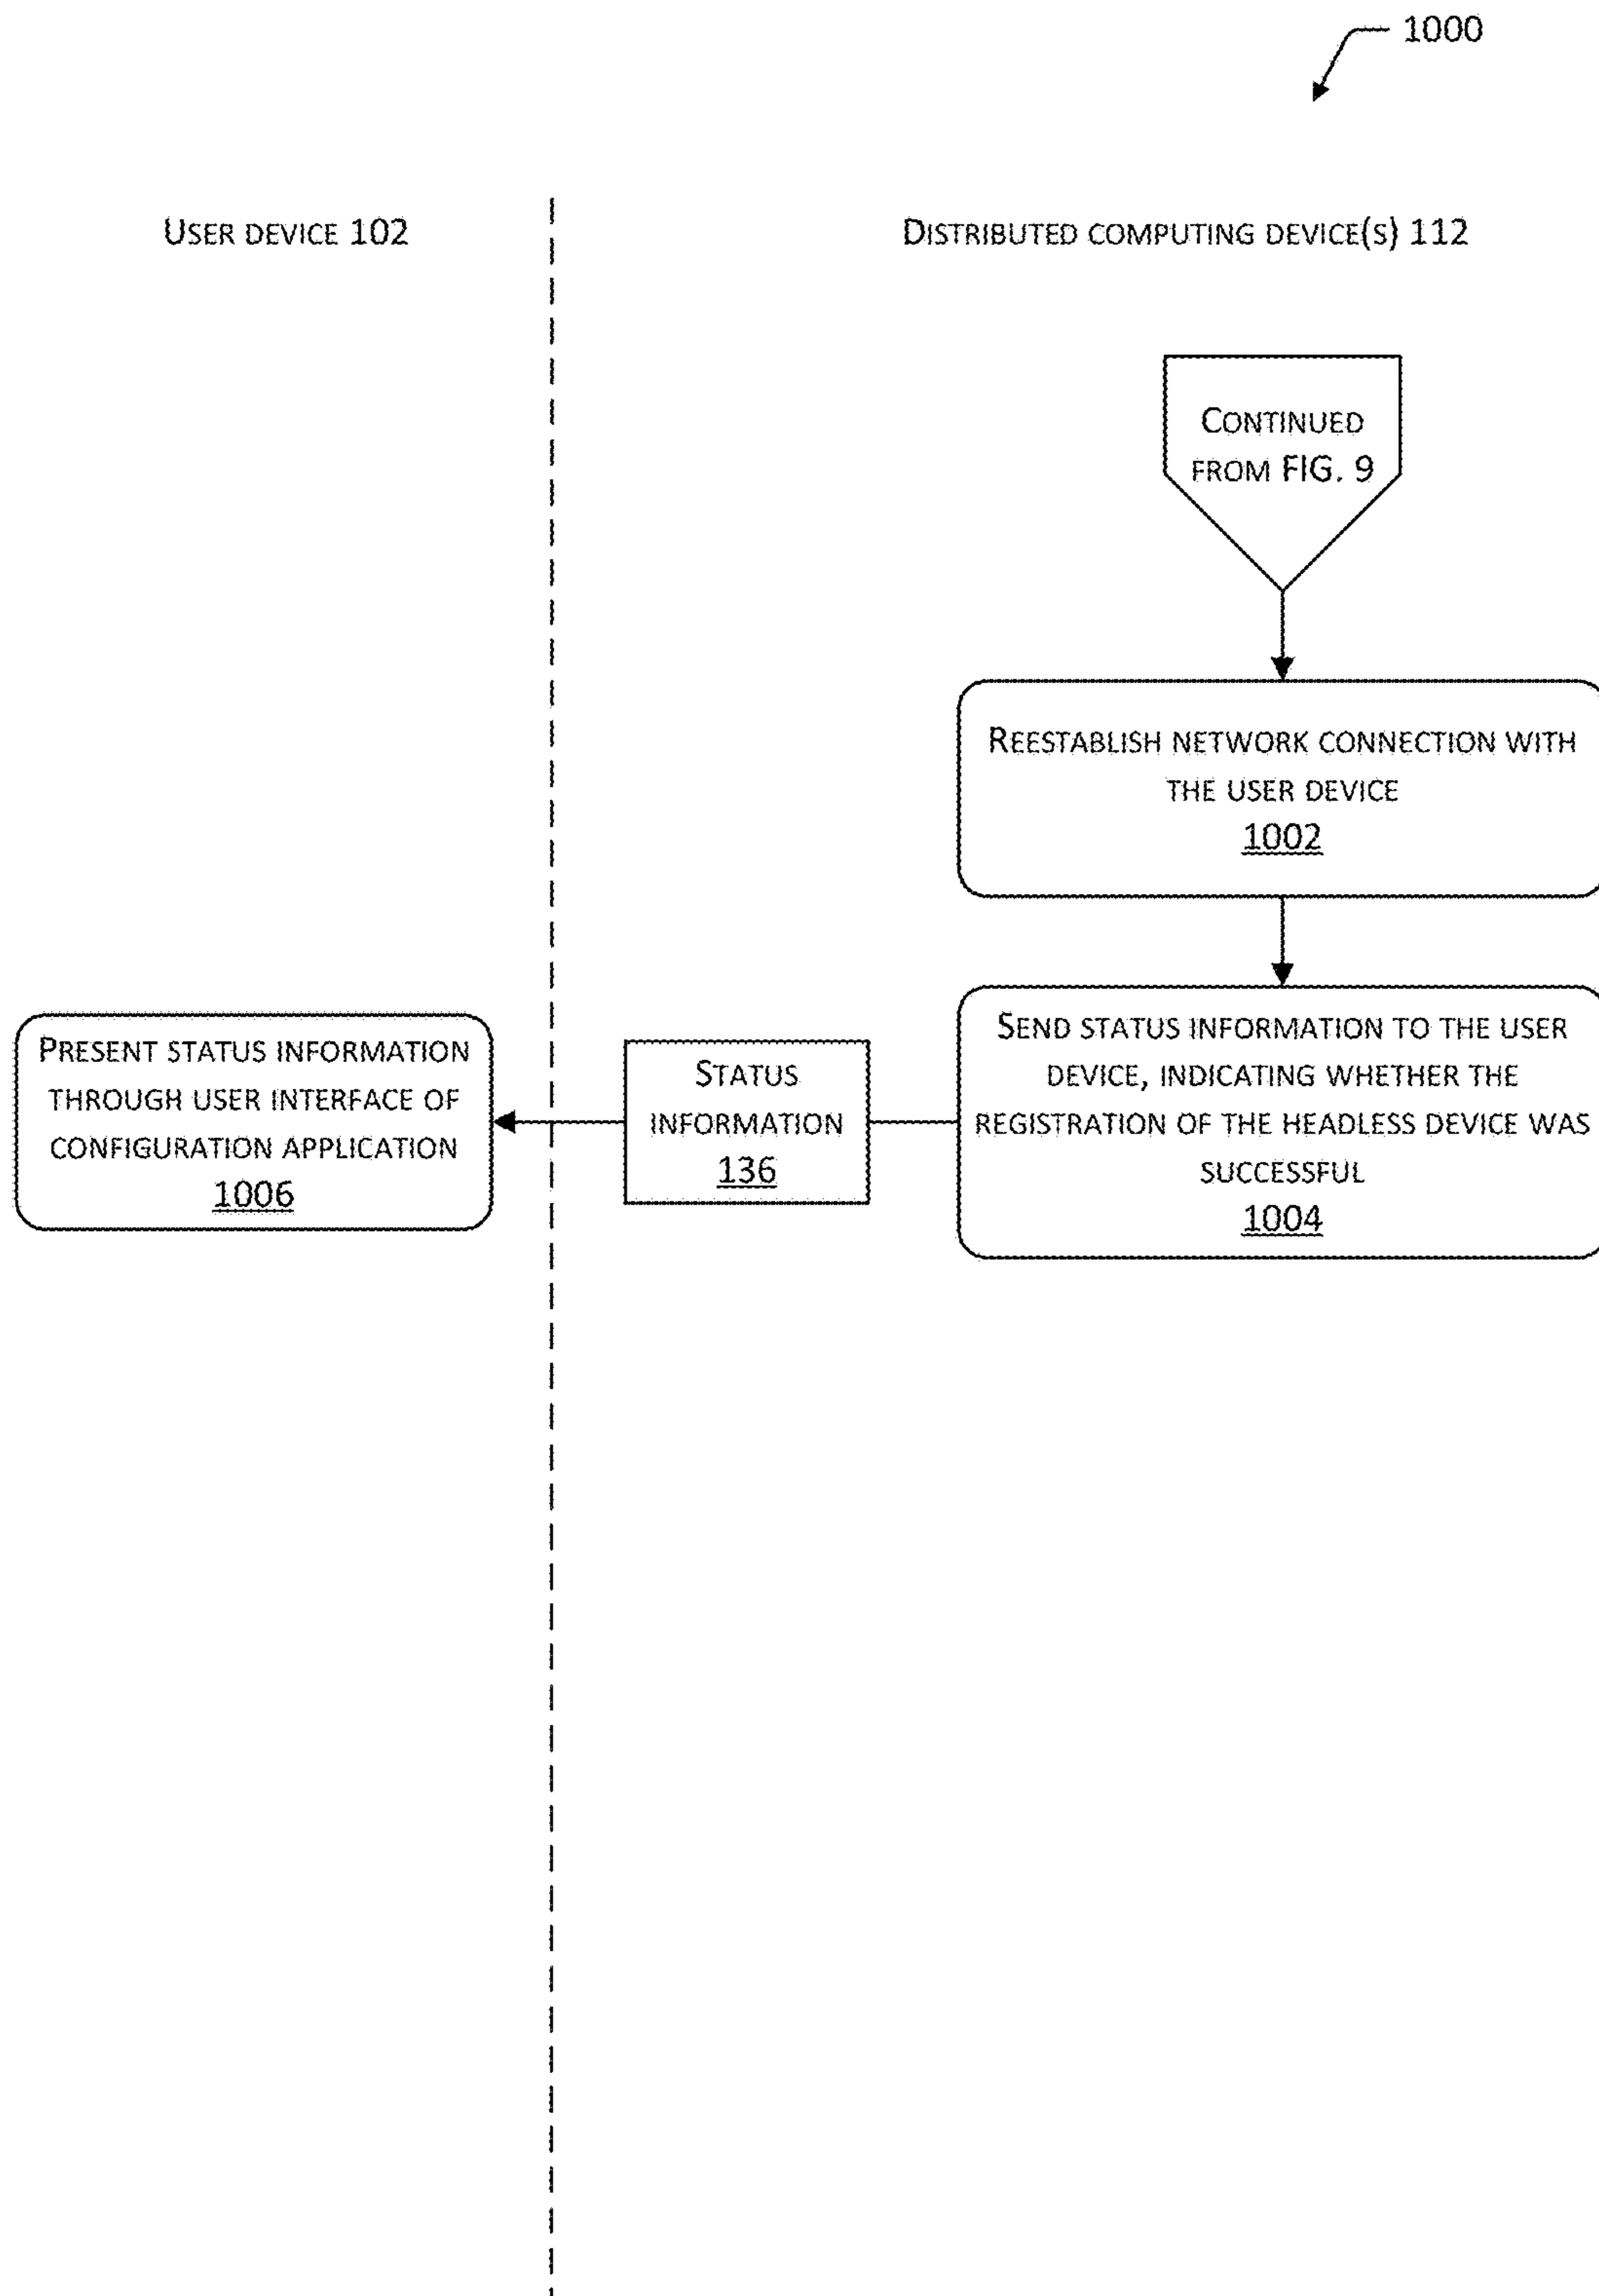 1000
USER DEVICE 102
DISTRIBUTED COMPUTING DEVICE(S) 112
CONTINUED
FROM FIG. 9
REESTABLISH NETWORK CONNECTION WITH
THE USER DEVICE
1002
SEND STATUS INFORMATION TO THE USER
DEVICE, INDICATING WHETHER THE
REGISTRATION OF THE HEADLESS DEVICE WAS
SUCCESSFUL
1004
STATUS
INFORMATION
136
PRESENT STATUS INFORMATION
THROUGH USER INTERFACE OF
CONFIGURATION APPLICATION
1006